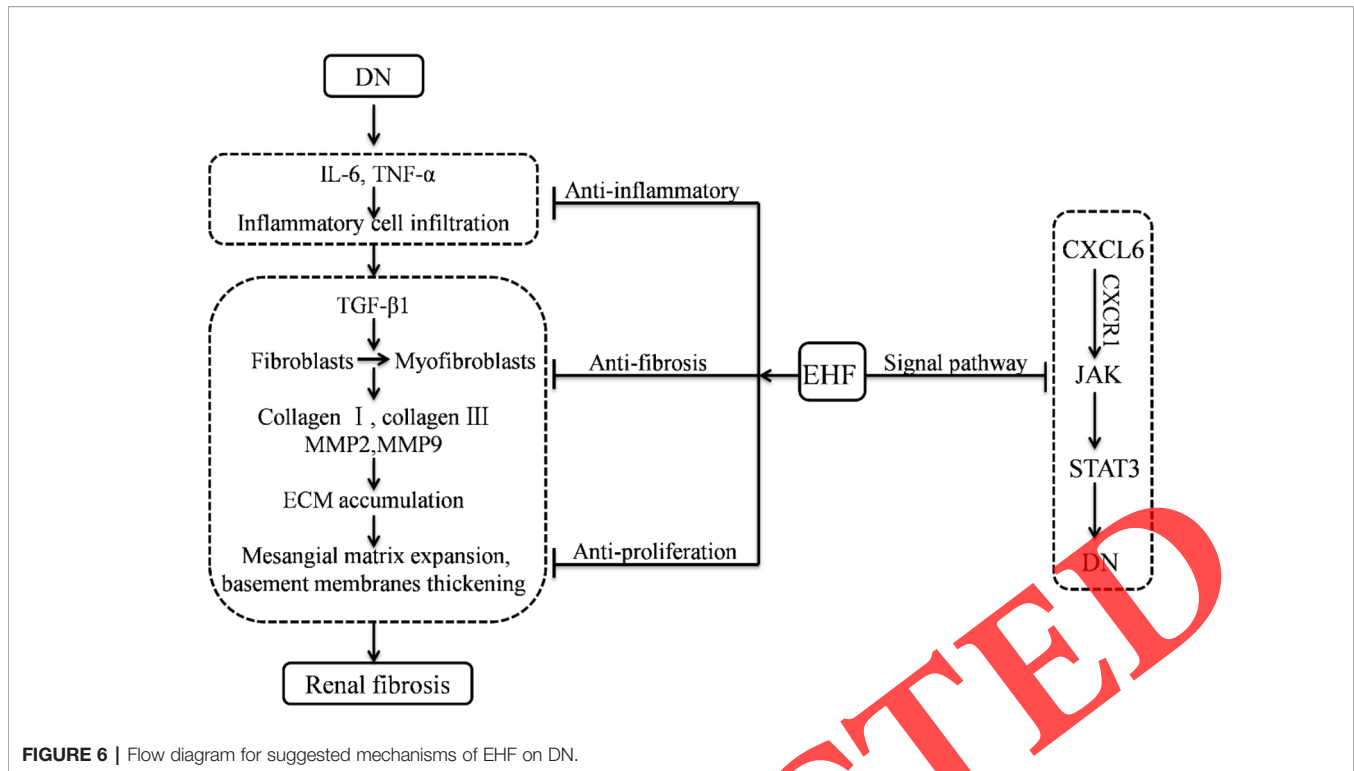 DN
IL-6, TNF-α
Inflammatory cell infiltration
TGF-β1
Fibroblasts Myofibroblasts
Collagen Ⅰ, collagen Ⅲ
MMP2,MMP9
ECM accumulation
Mesangial matrix expansion,
basement membranes thickening
Renal fibrosis
Anti-inflammatory
Anti-fibrosis
Anti-proliferation
EHF
Signal pathway
CXCL6
CXCR1
JAK
STAT3
DN
TED
FIGURE 6 | Flow diagram for suggested mechanisms of EHF on DN.